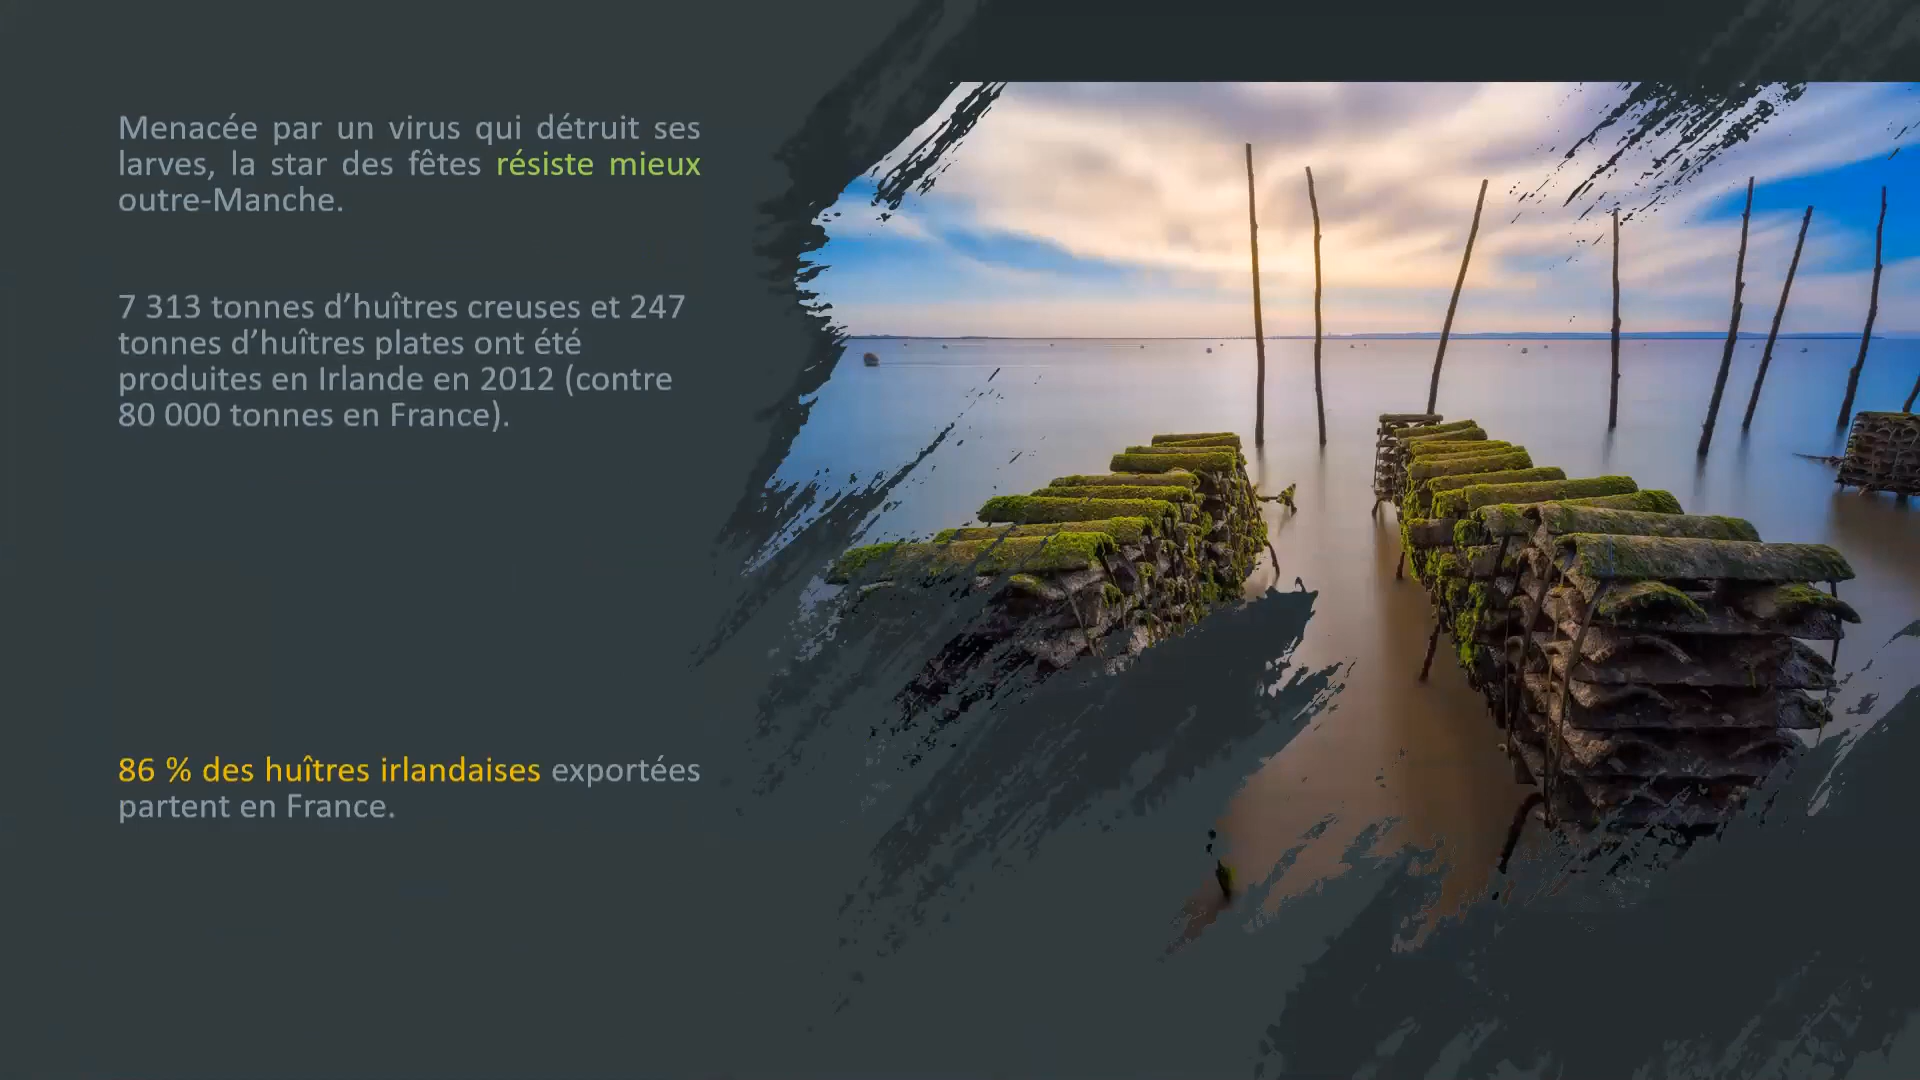 Menacée par un virus qui détruit ses
larves, la star des fêtes résiste mieux
outre-Manche.
7 313 tonnes d’huîtres creuses et 247
tonnes d’huîtres plates ont été
produites en Irlande en 2012 (contre
80 000 tonnes en France).
86 % des huîtres irlandaises exportées
partent en France.